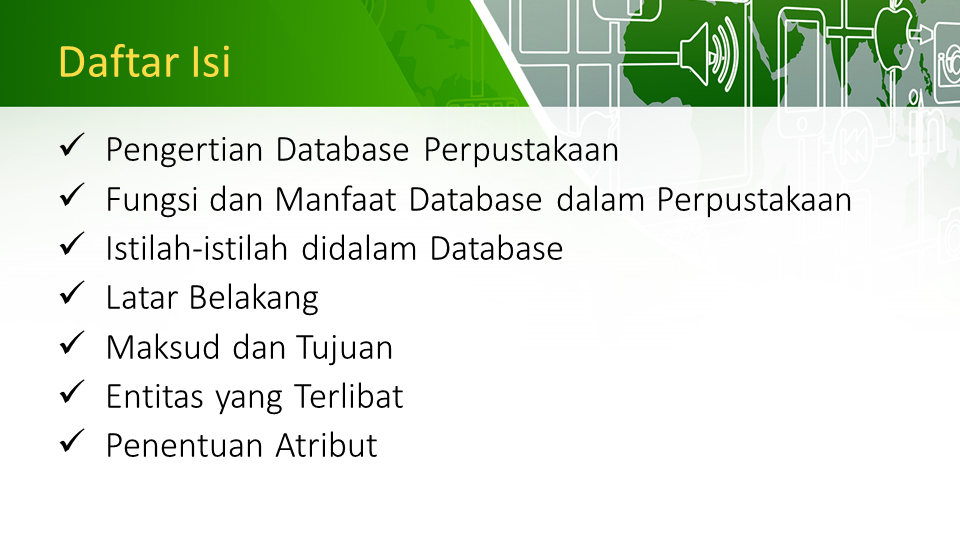 Daftar Isi
✓ Pengertian Database Perpustakaan
✓ Fungsi dan Manfaat Database dalam Perpustakaan
✓ Istilah-istilah didalam Database
✓ Latar Belakang
✓ Maksud dan Tujuan
✓ Entitas yang Terlibat
✓ Penentuan Atribut